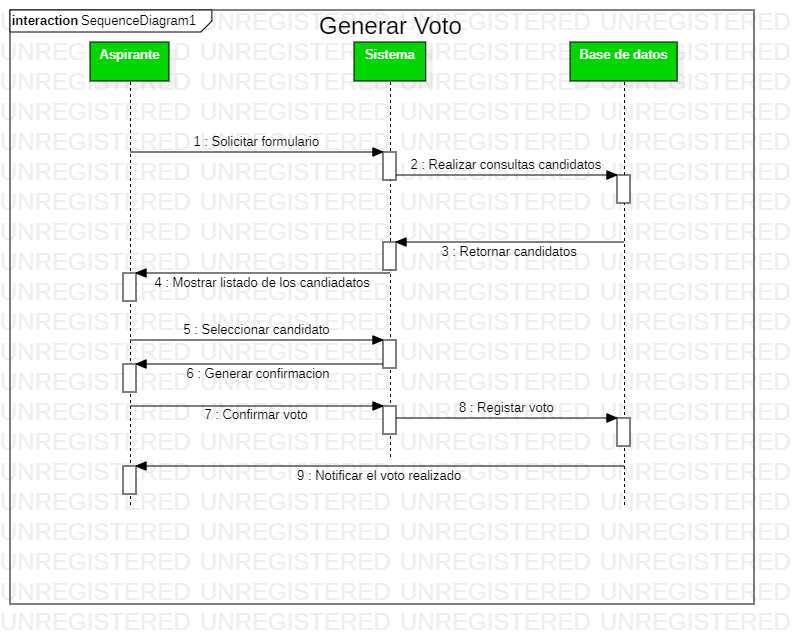 interaction SequenceDiagram1
Generar Voto
Aspirante
Sistema
Base de datos
1 : Solicitar formulario
2 : Realizar consultas candidatos
3 : Retornar candidatos
4 : Mostrar listado de los candiadatos
5 : Seleccionar candidato
6 : Generar confirmacion
7 : Confirmar voto
8 : Registar voto
9 : Notificar el voto realizado
UNREGISTERED